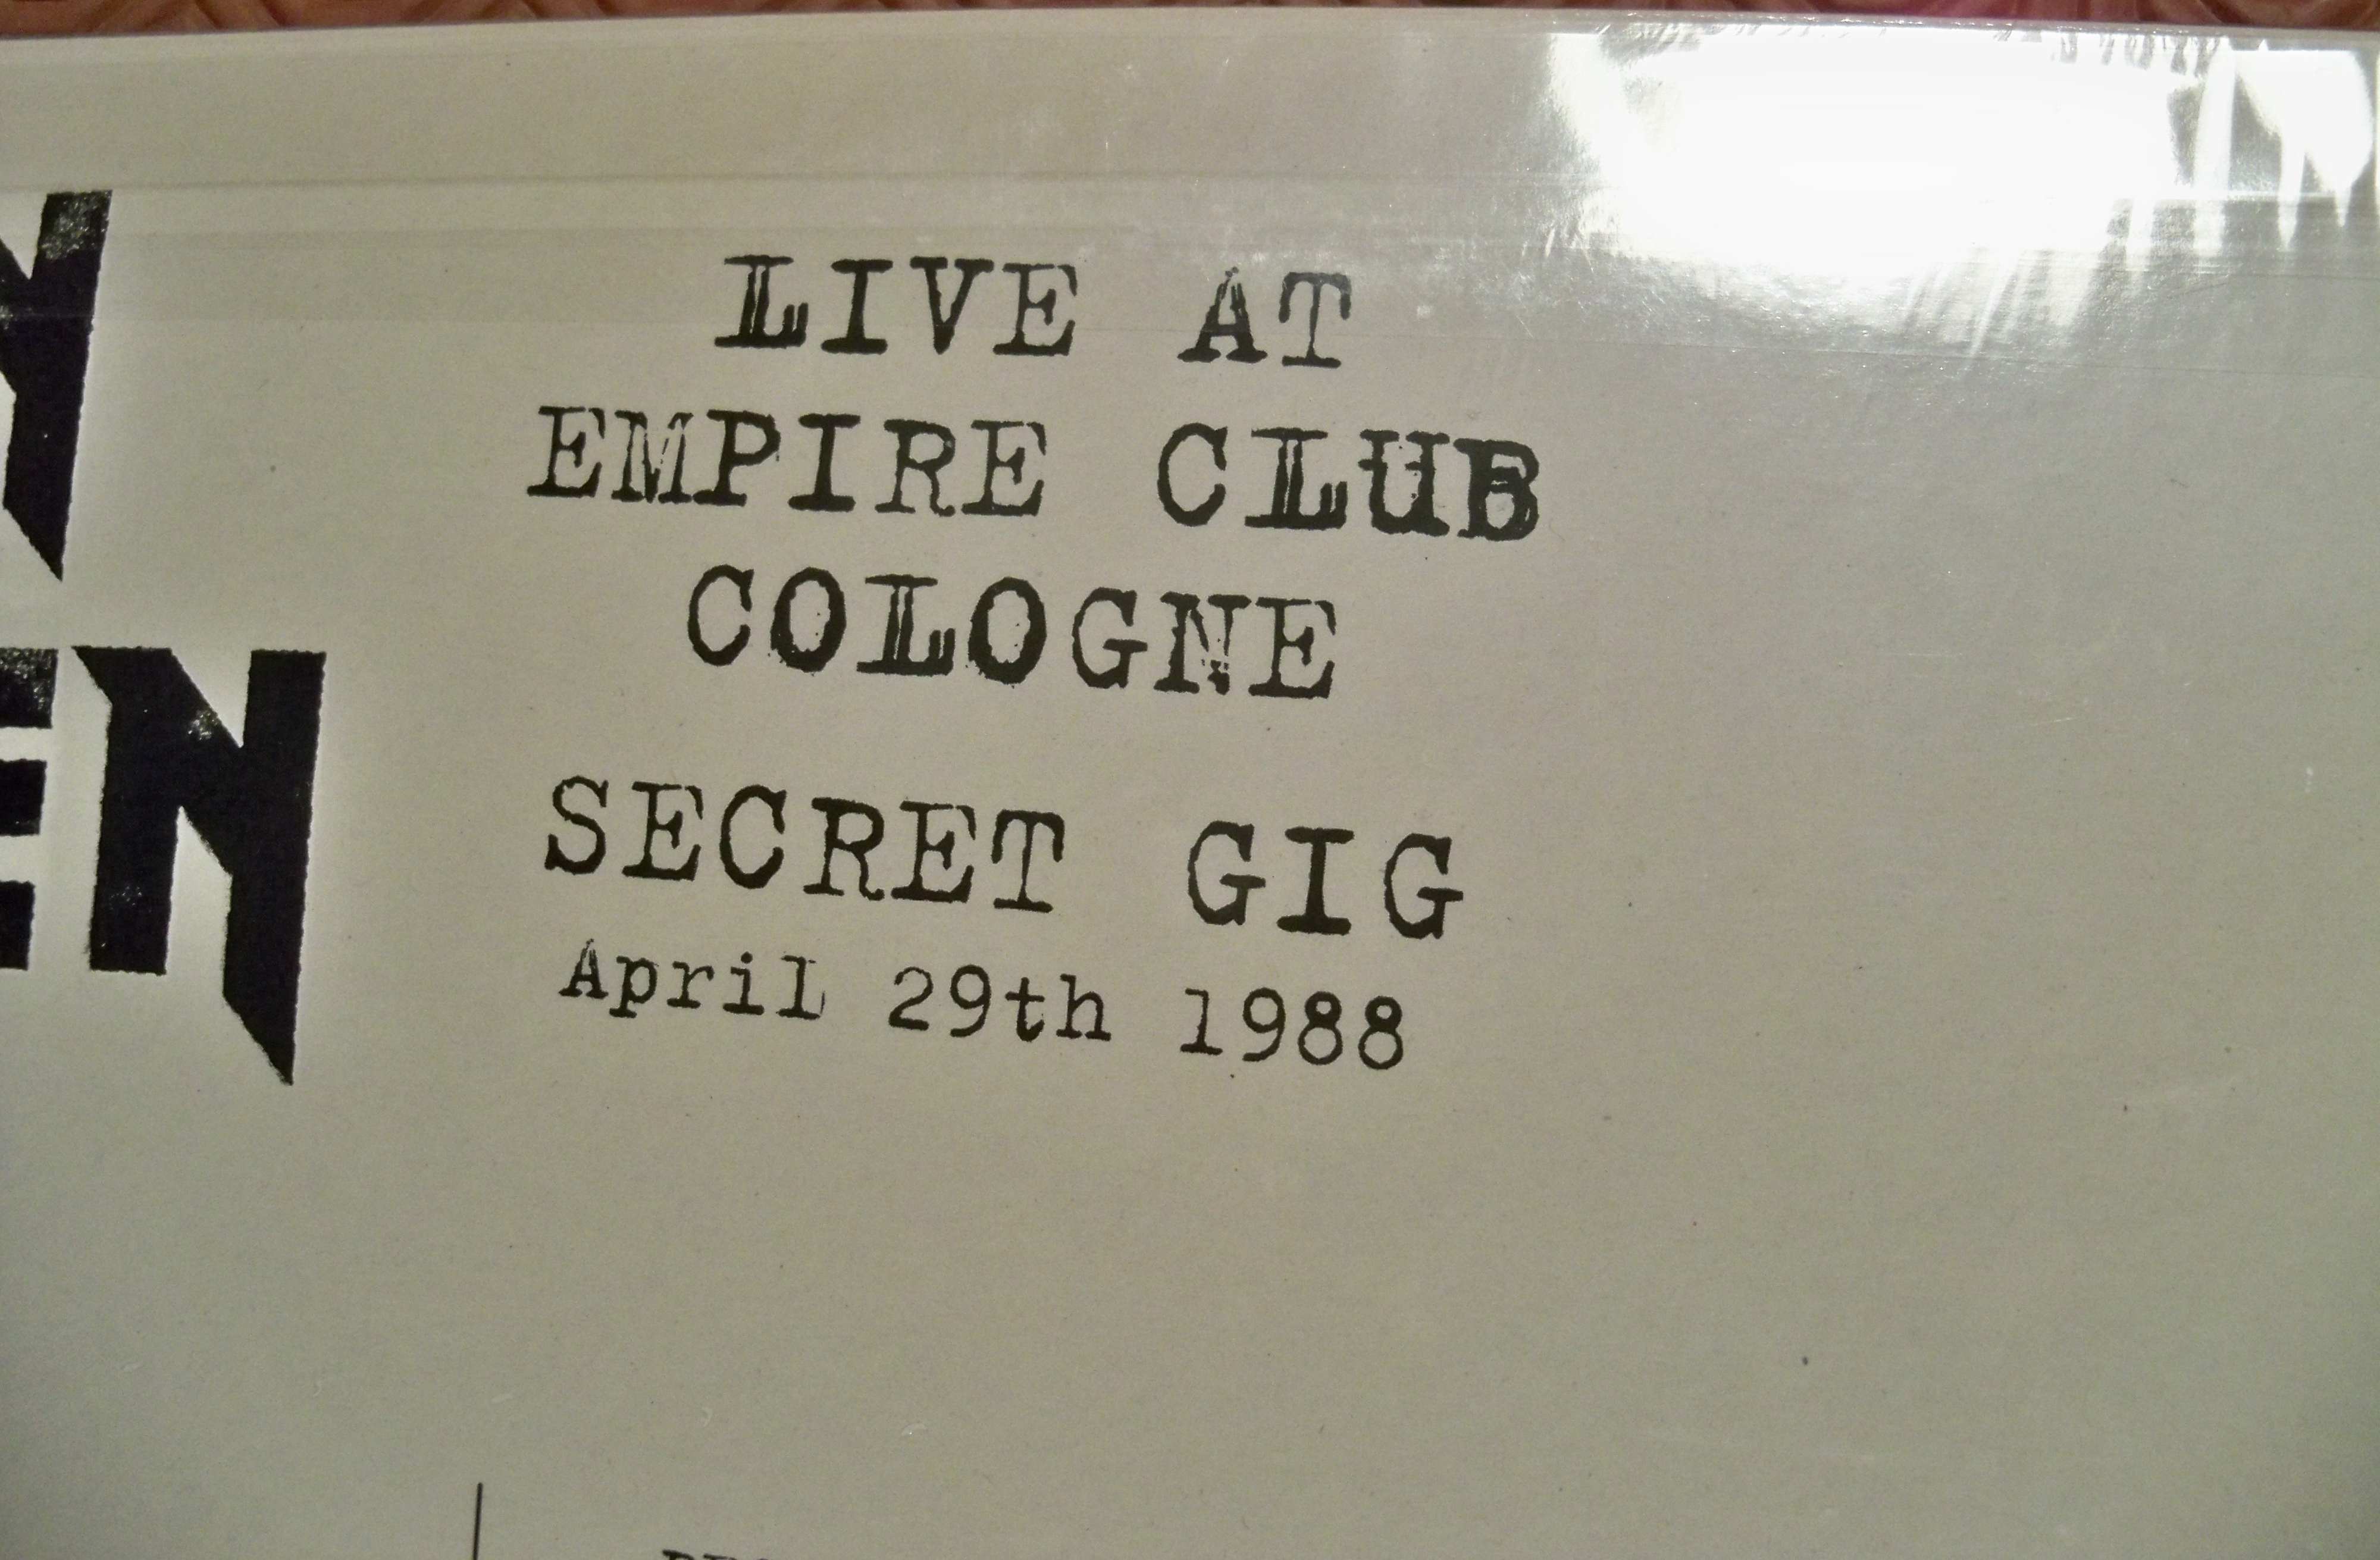 LIVE AT
EMPIRE CLUB
COLOGNE
SECRET GIG
April 29th 1988